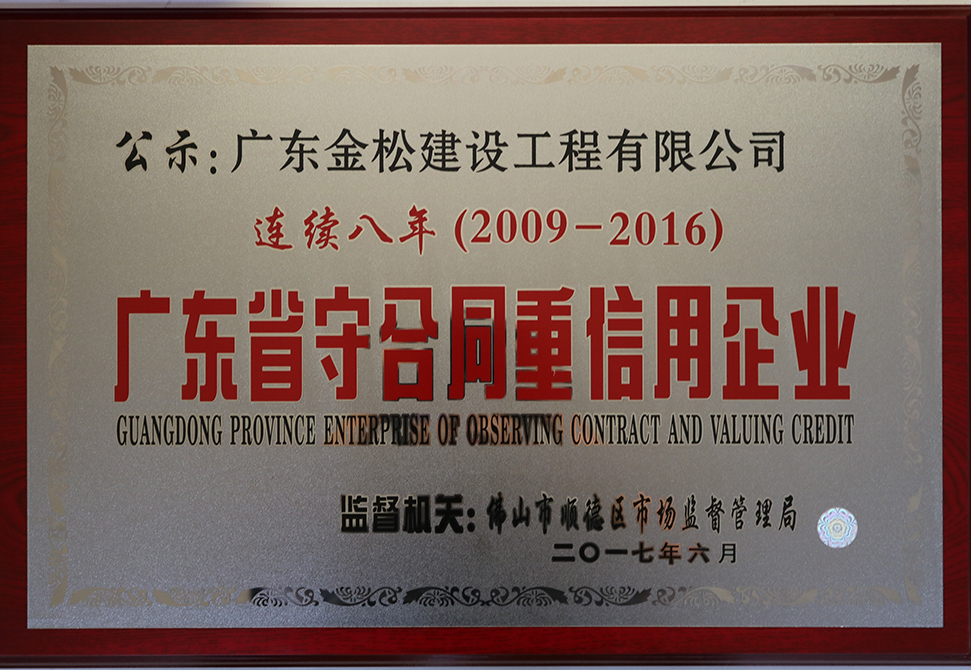 公示:广东金松建设工程有限公司
连续八年(2009-2016)
广东省守合同重信用企业
GUANGDONG PROVINCE ENTERPRISE OF OBSERVING CONTRACT AND VALUING CREDIT
监督机关:佛山市顺德区市场监督管理局
二〇一七年六月